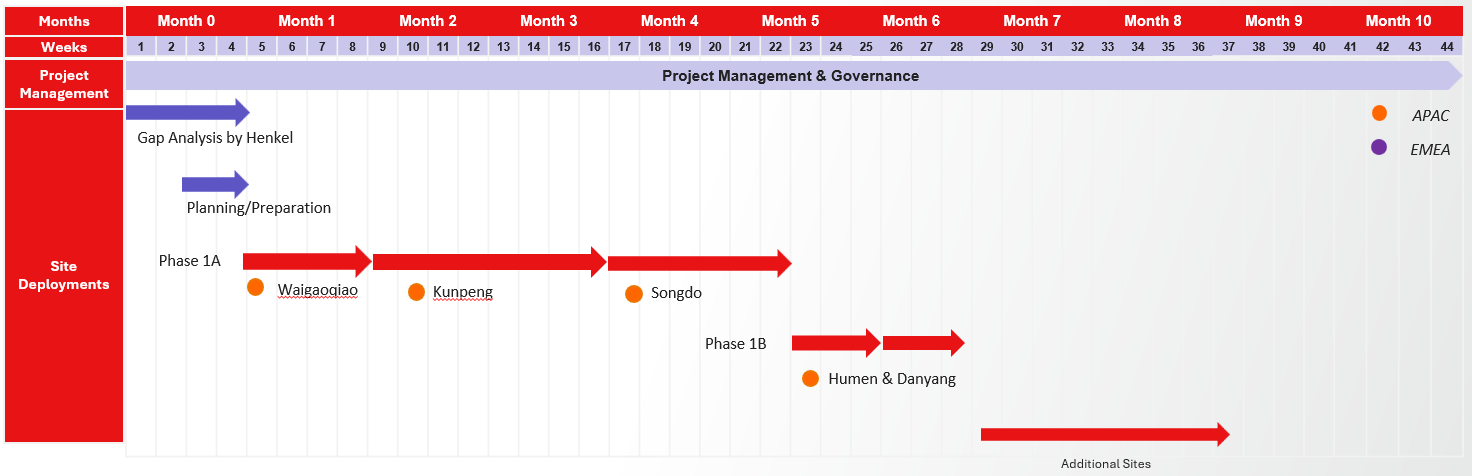 Months Month 0 Month 1 Month 2 Month 3 Month 4 Month 5 Month 6 Month 7 Month 8 Month 9 Month 10
Weeks 1 2 3 4 5 6 7 8 9 10 11 12 13 14 15 16 17 18 19 20 21 22 23 24 25 26 27 28 29 30 31 32 33 34 35 36 37 38 39 40 41 42 43 44
Project
Management
Project Management & Governance
APAC
Gap Analysis by Henkel
EMEA
Planning/Preparation
Site
Deployments
Phase 1A
Waigaoqiao
Kunpeng
Songdo
Phase 1B
Humen & Danyang
Additional Sites